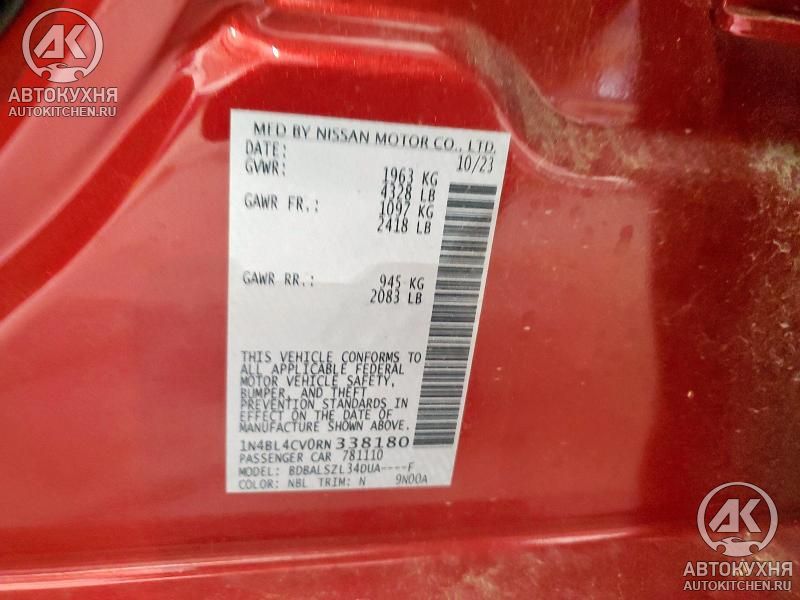 АК
АВТОКУХНЯ
AUTOKITCHEN.RU
MFD BY NISSAN MOTOR CO., LTD.
DATE: 10/23
GVWR: 1963 KG
4328 LB
GAWR FR.: 1097 KG
2418 LB
GAWR RR.: 945 KG
2083 LB
THIS VEHICLE CONFORMS TO
ALL APPLICABLE FEDERAL
MOTOR VEHICLE SAFETY,
BUMPER, AND THEFT
PREVENTION STANDARDS IN
EFFECT ON THE DATE OF
MANUFACTURE SHOWN ABOVE.
1N4BL4CV0RN338180
PASSENGER CAR 781110
MODEL: BDBALSZL34DUA----F
COLOR: NBL TRIM: N 9N00A
АК
АВТОКУХНЯ
AUTOKITCHEN.RU